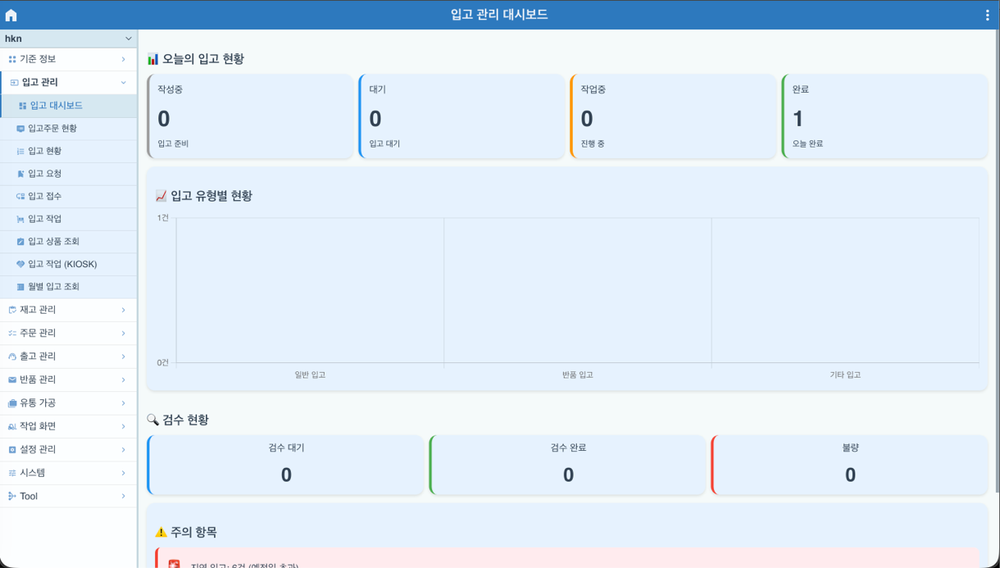 입고 관리 대시보드
hkn
기준 정보
입고 관리
입고 대시보드
입고주문 현황
입고 현황
입고 요청
입고 접수
입고 작업
입고 상품 조회
입고 작업 (KIOSK)
월별 입고 조회
재고 관리
주문 관리
출고 관리
반품 관리
유통 가공
작업 화면
설정 관리
시스템
Tool
오늘의 입고 현황
작성중
0
입고 준비
대기
0
입고 대기
작업중
0
진행 중
완료
1
오늘 완료
입고 유형별 현황
1건
0건
일반 입고
반품 입고
기타 입고
검수 현황
검수 대기
0
검수 완료
0
불량
0
주의 항목
지연 입고: 6건 (예정일 초과)